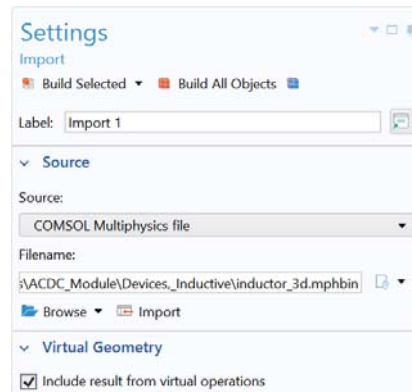 Settings
Import
Build Selected Build All Objects
Label: Import 1
Source
Source:
COMSOL Multiphysics file
Filename:
s\ACDC_Module\Devices,_Inductive\inductor_3d.mphbin
Browse Import
Virtual Geometry
Include result from virtual operations